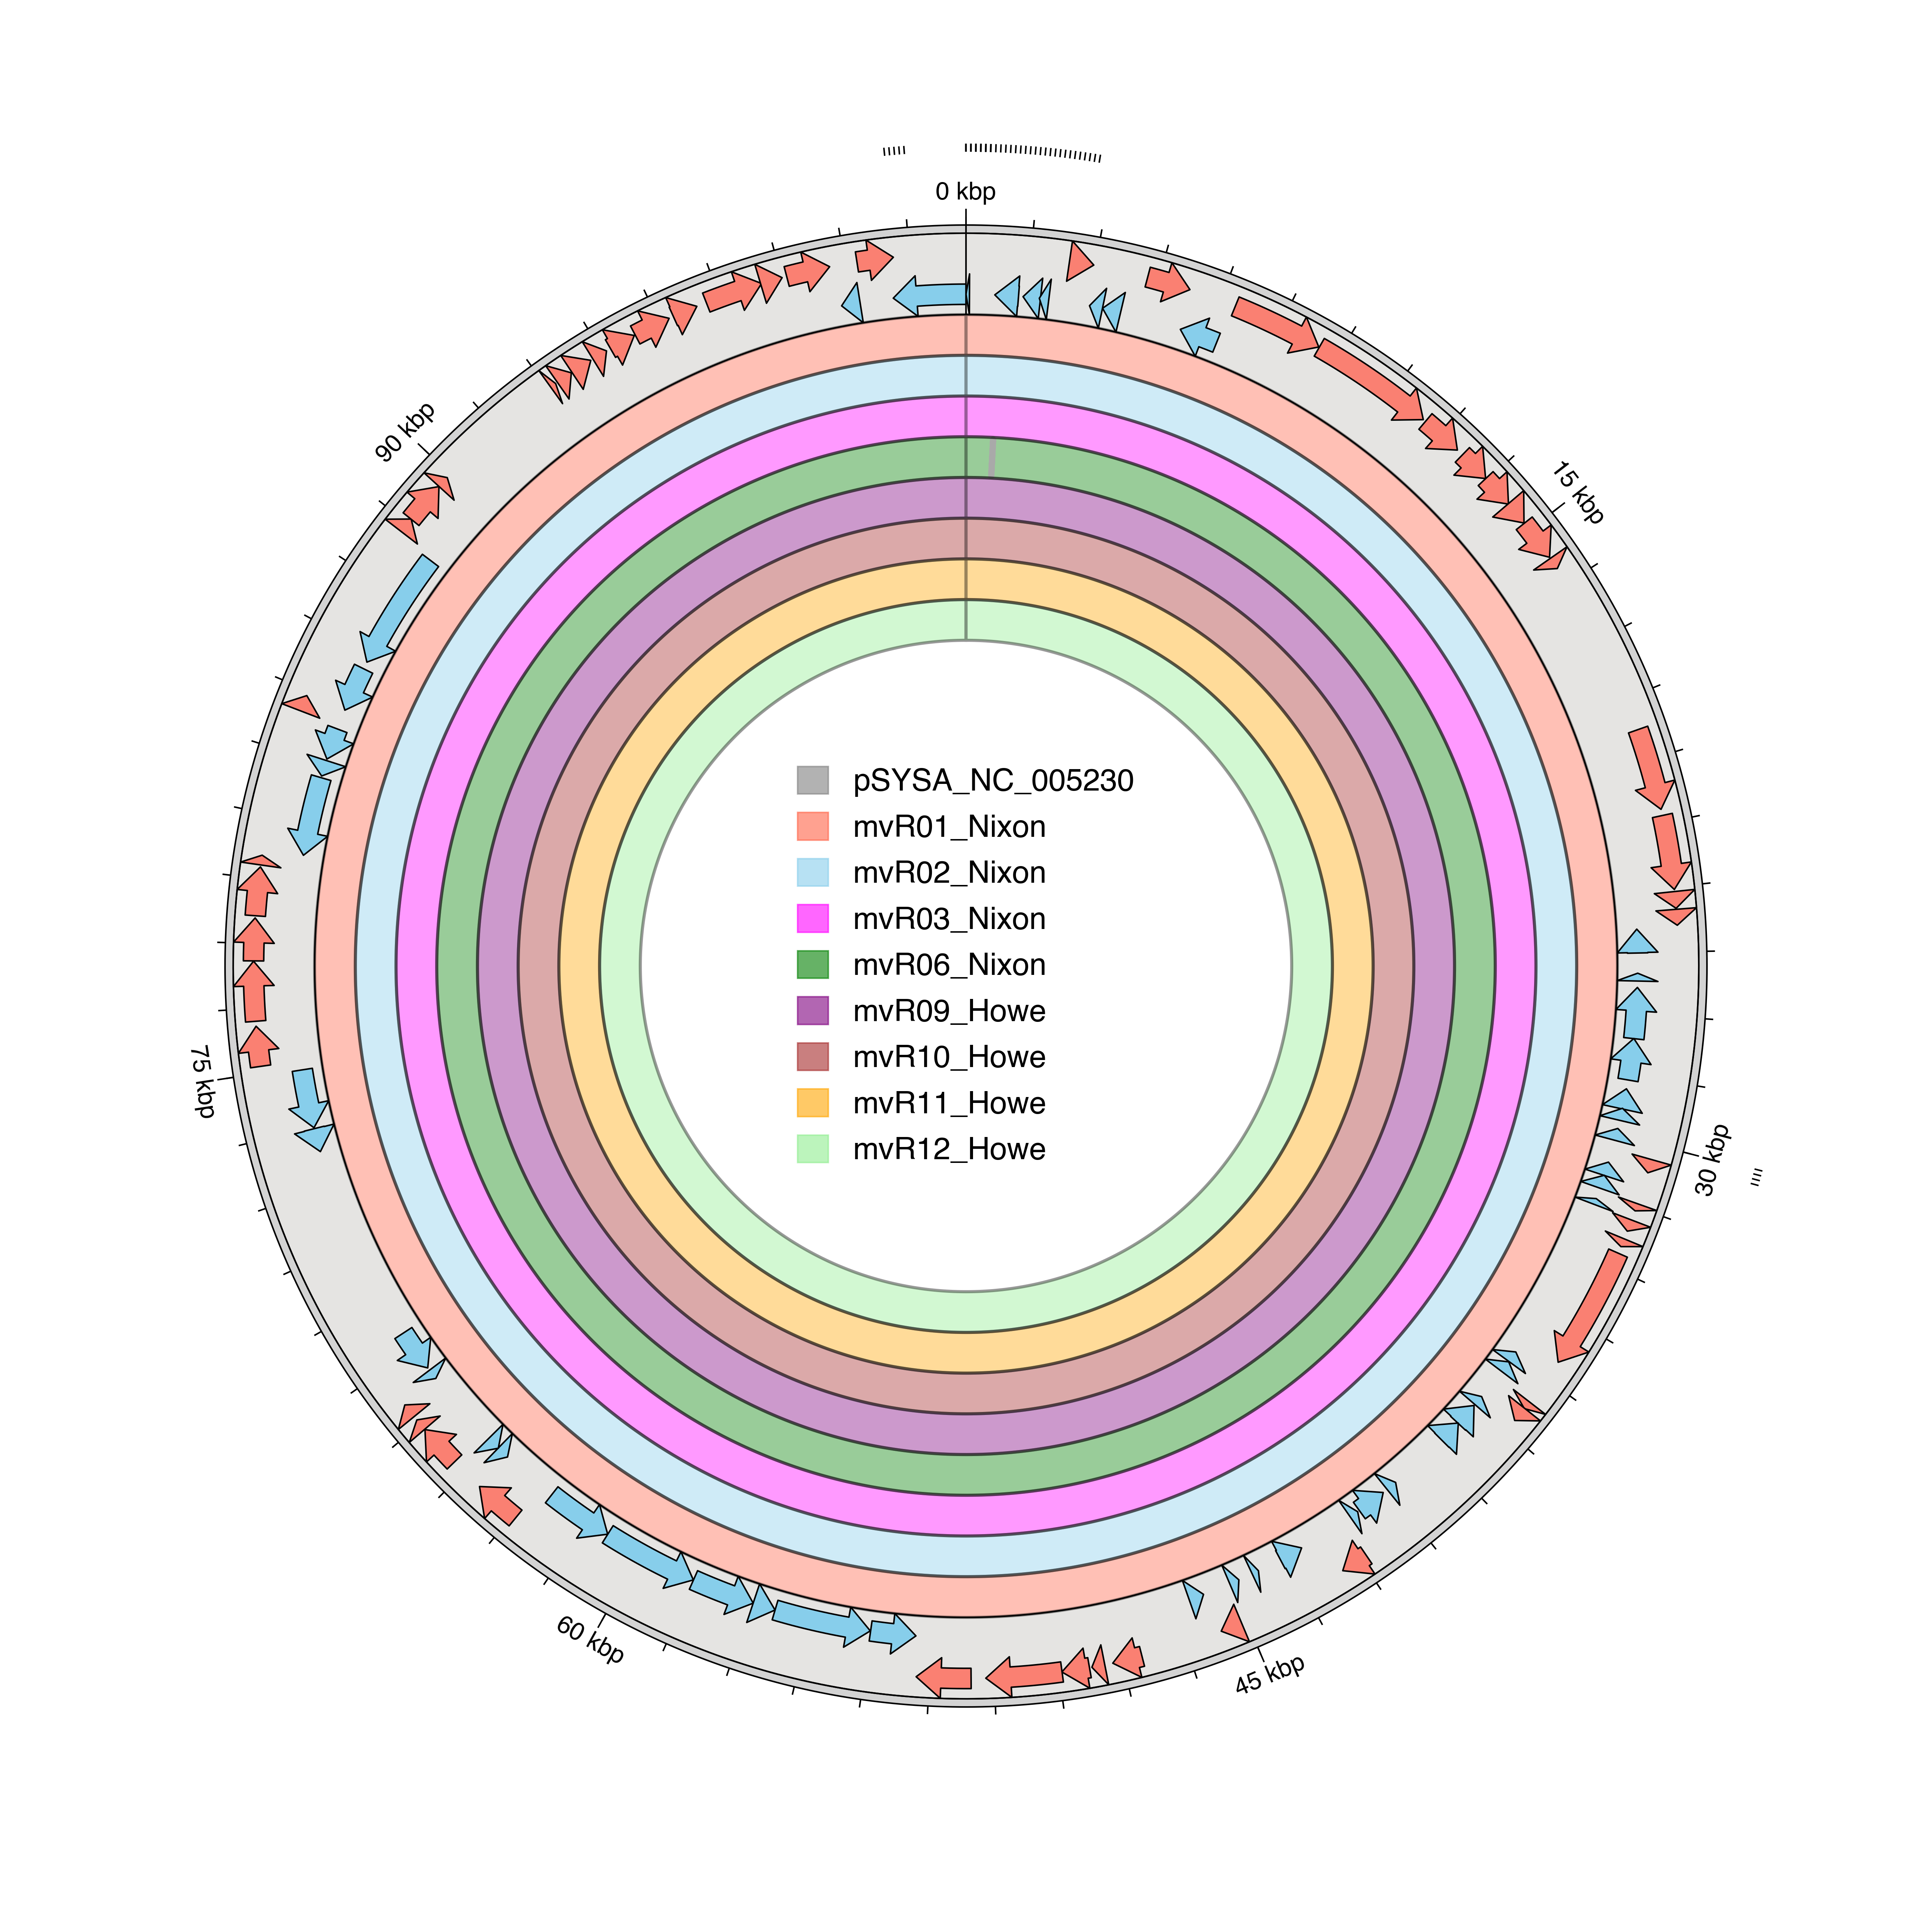 0 kbp
90 kbp
15 kbp
pSYSA_NC_005230
mvR01_Nixon
mvR02_Nixon
mvR03_Nixon
mvR06_Nixon
mvR09_Howe
mvR10_Howe
mvR11_Howe
mvR12_Howe
75 kbp
30 kbp
60 kbp
45 kbp